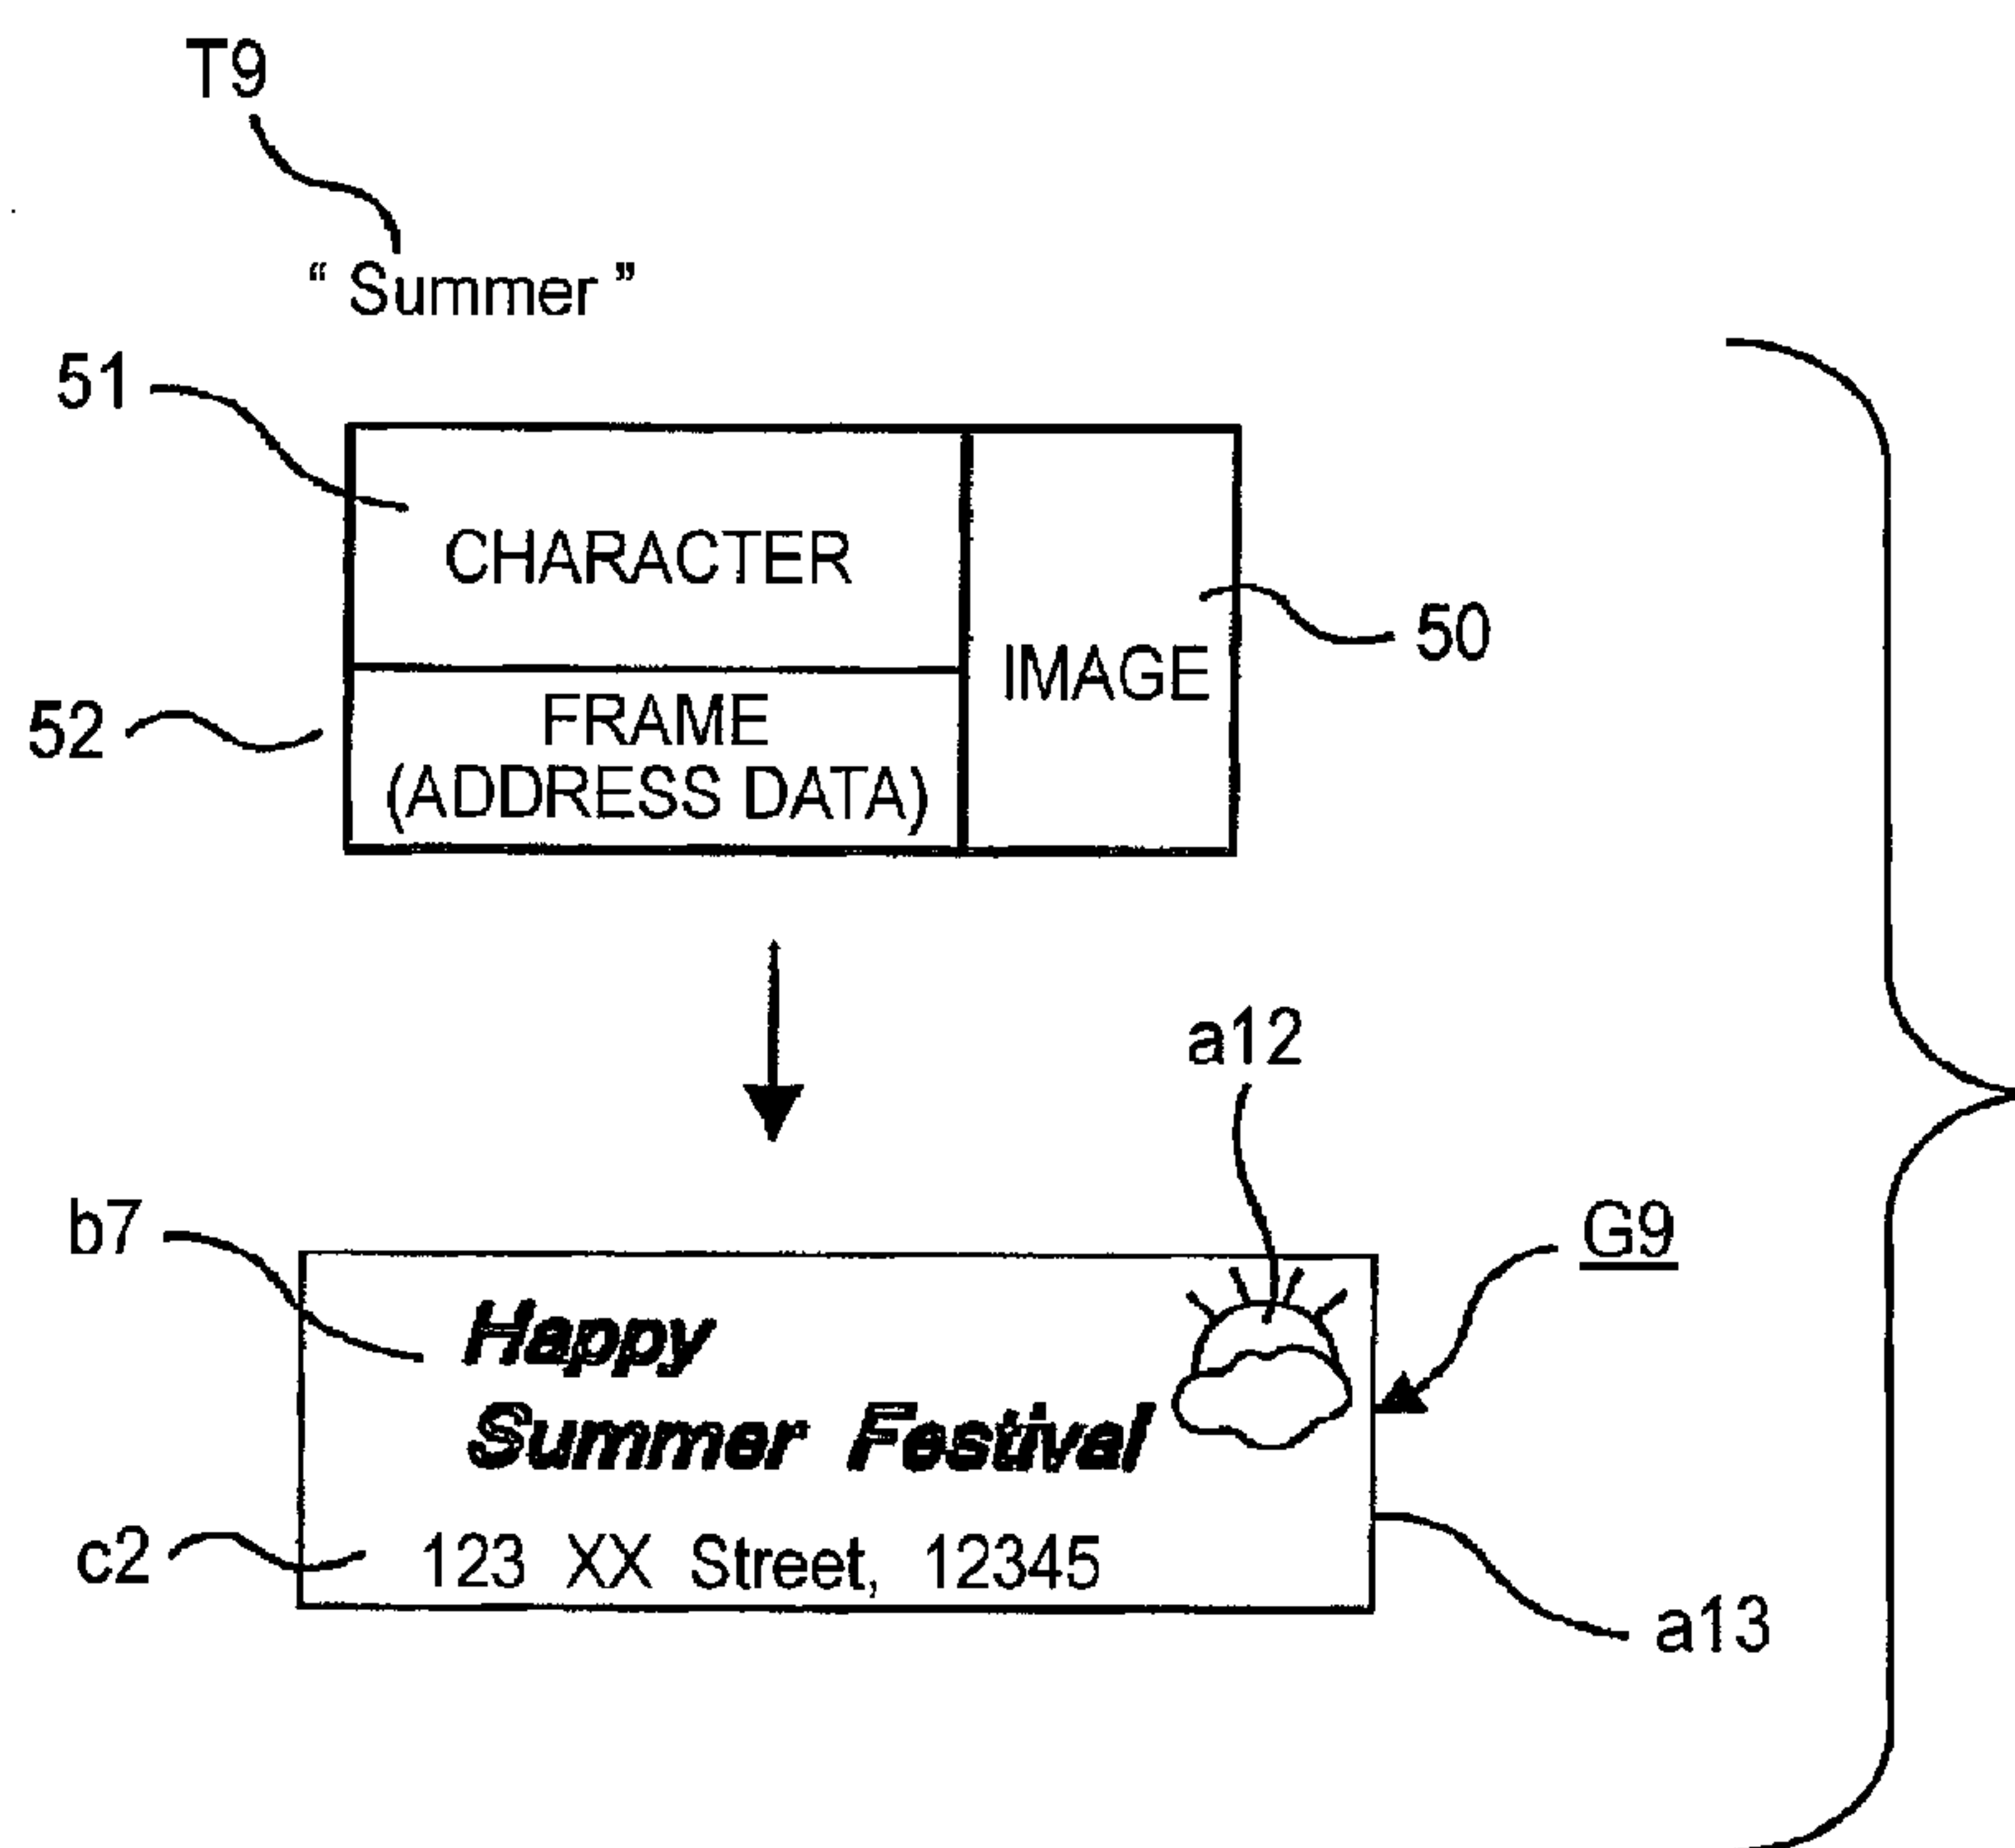 T9
“ Summer ”
51
CHARACTER
50
IMAGE
52
FRAME
(ADDRESS DATA)
a12
b7
G9
Happy
Summer Festival
c2
123 XX Street, 12345
a13